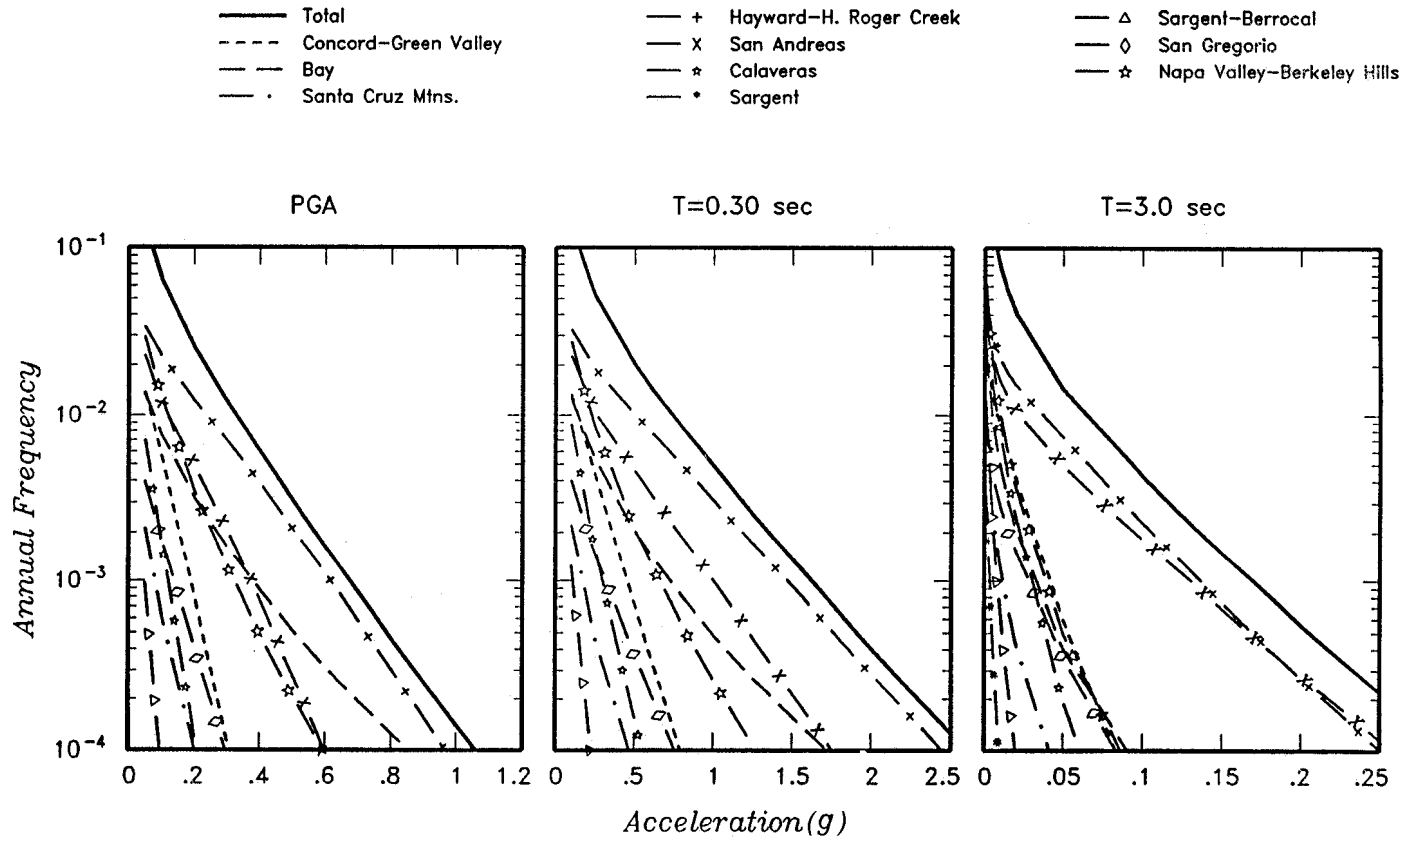 Total
Concord-Green Valley
Bay
Santa Cruz Mtns.
Hayward-H. Roger Creek
San Andreas
Calaveras
Sargent
Sargent-Berrocal
San Gregorio
Napa Valley-Berkeley Hills
PGA
T=0.30 sec
T=3.0 sec
Annual Frequency
10⁻¹
10⁻²
10⁻³
10⁻⁴
0 .2 .4 .6 .8 1 1.2
0 .5 1 1.5 2 2.5
0 .05 .1 .15 .2 .25
Acceleration(g)